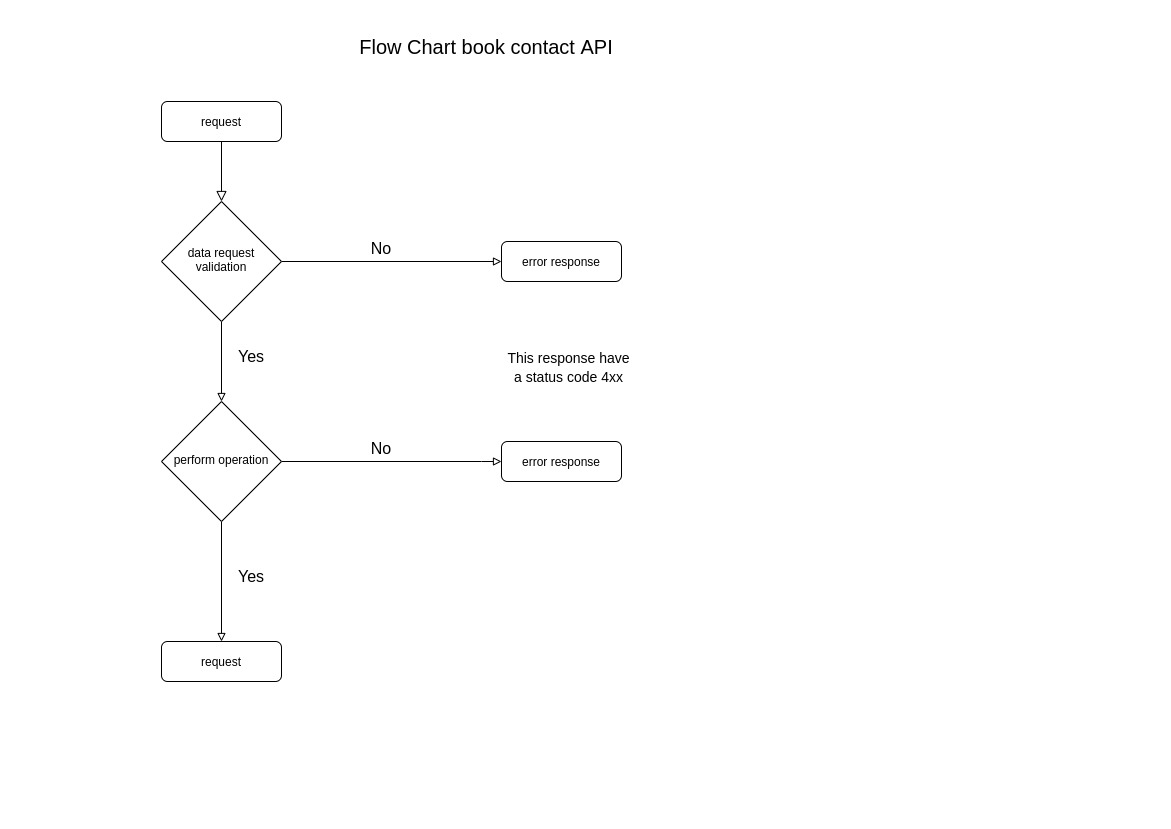 Flow Chart book contact API
request
data request
validation
No
error response
Yes
This response have
a status code 4xx
perform operation
No
error response
Yes
request